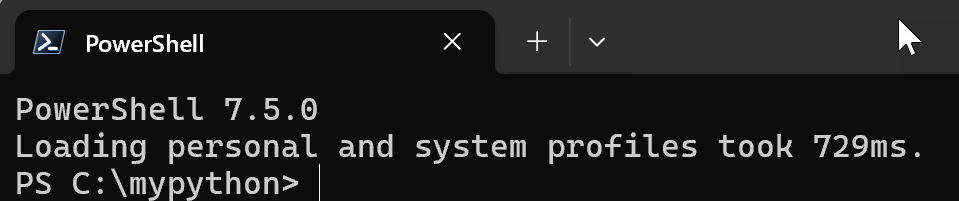 PowerShell
PowerShell 7.5.0
Loading personal and system profiles took 729ms.
PS C:\mypython>